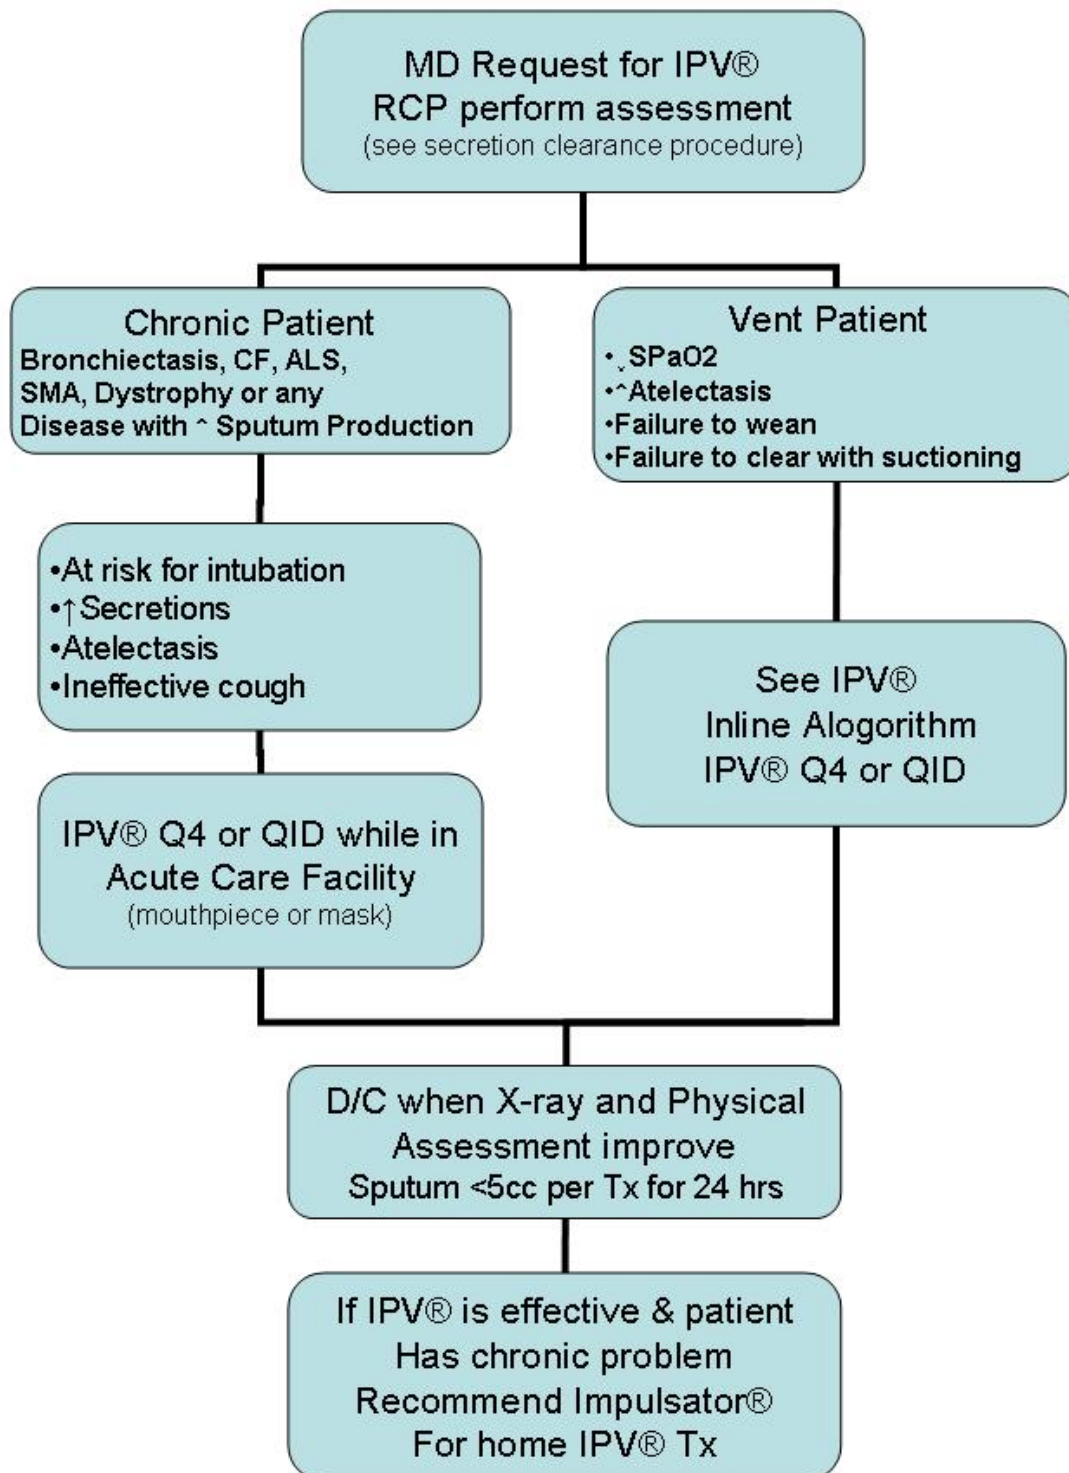 MD Request for IPV®
RCP perform assessment
(see secretion clearance procedure)
Chronic Patient
Bronchiectasis, CF, ALS,
SMA, Dystrophy or any
Disease with ˆ Sputum Production
Vent Patient
•ˬSPaO2
•ˆAtelectasis
•Failure to wean
•Failure to clear with suctioning
•At risk for intubation
•↑Secretions
•Atelectasis
•Ineffective cough
See IPV®
Inline Alogorithm
IPV® Q4 or QID
IPV® Q4 or QID while in
Acute Care Facility
(mouthpiece or mask)
D/C when X-ray and Physical
Assessment improve
Sputum <5cc per Tx for 24 hrs
If IPV® is effective & patient
Has chronic problem
Recommend Impulsator®
For home IPV® Tx